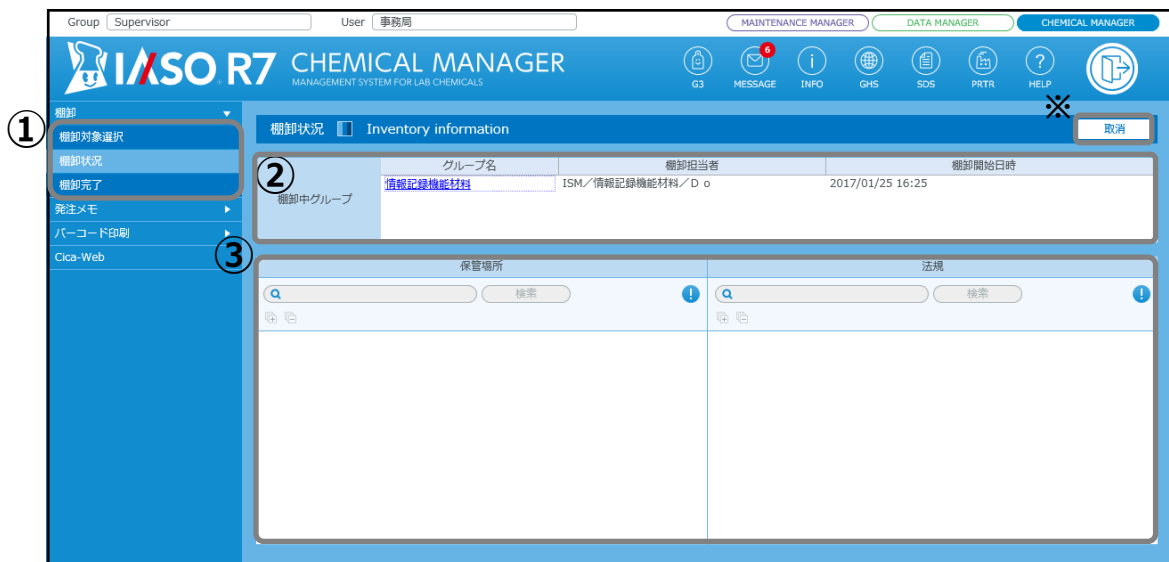 Group Supervisor User 事務局 MAINTENANCE MANAGER DATA MANAGER CHEMICAL MANAGER
IASO R7 CHEMICAL MANAGER
MANAGEMENT SYSTEM FOR LAB CHEMICALS
G3 6 MESSAGE INFO GHS SDS PRTR HELP
※
①
棚卸
棚卸対象選択
棚卸状況
棚卸完了
発注メモ
バーコード印刷
Cica-Web
棚卸状況 Inventory information 取消
②
グループ名 棚卸担当者 棚卸開始日時
棚卸中グループ 情報記録機能材料 ISM／情報記録機能材料／Ｄｏ 2017/01/25 16:25
③
保管場所 法規
検索 ! 検索 !